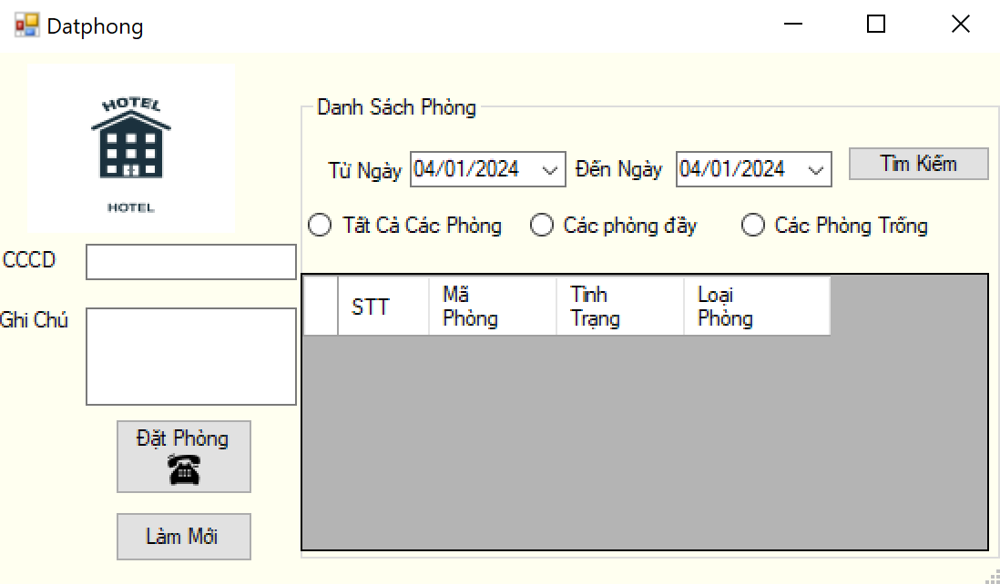 Datphong
HOTEL
HOTEL
CCCD
Ghi Chú
Đặt Phòng
Làm Mới
Danh Sách Phòng
Từ Ngày 04/01/2024 Đến Ngày 04/01/2024 Tìm Kiếm
Tất Cả Các Phòng Các phòng đầy Các Phòng Trống
STT Mã Phòng Tình Trạng Loại Phòng